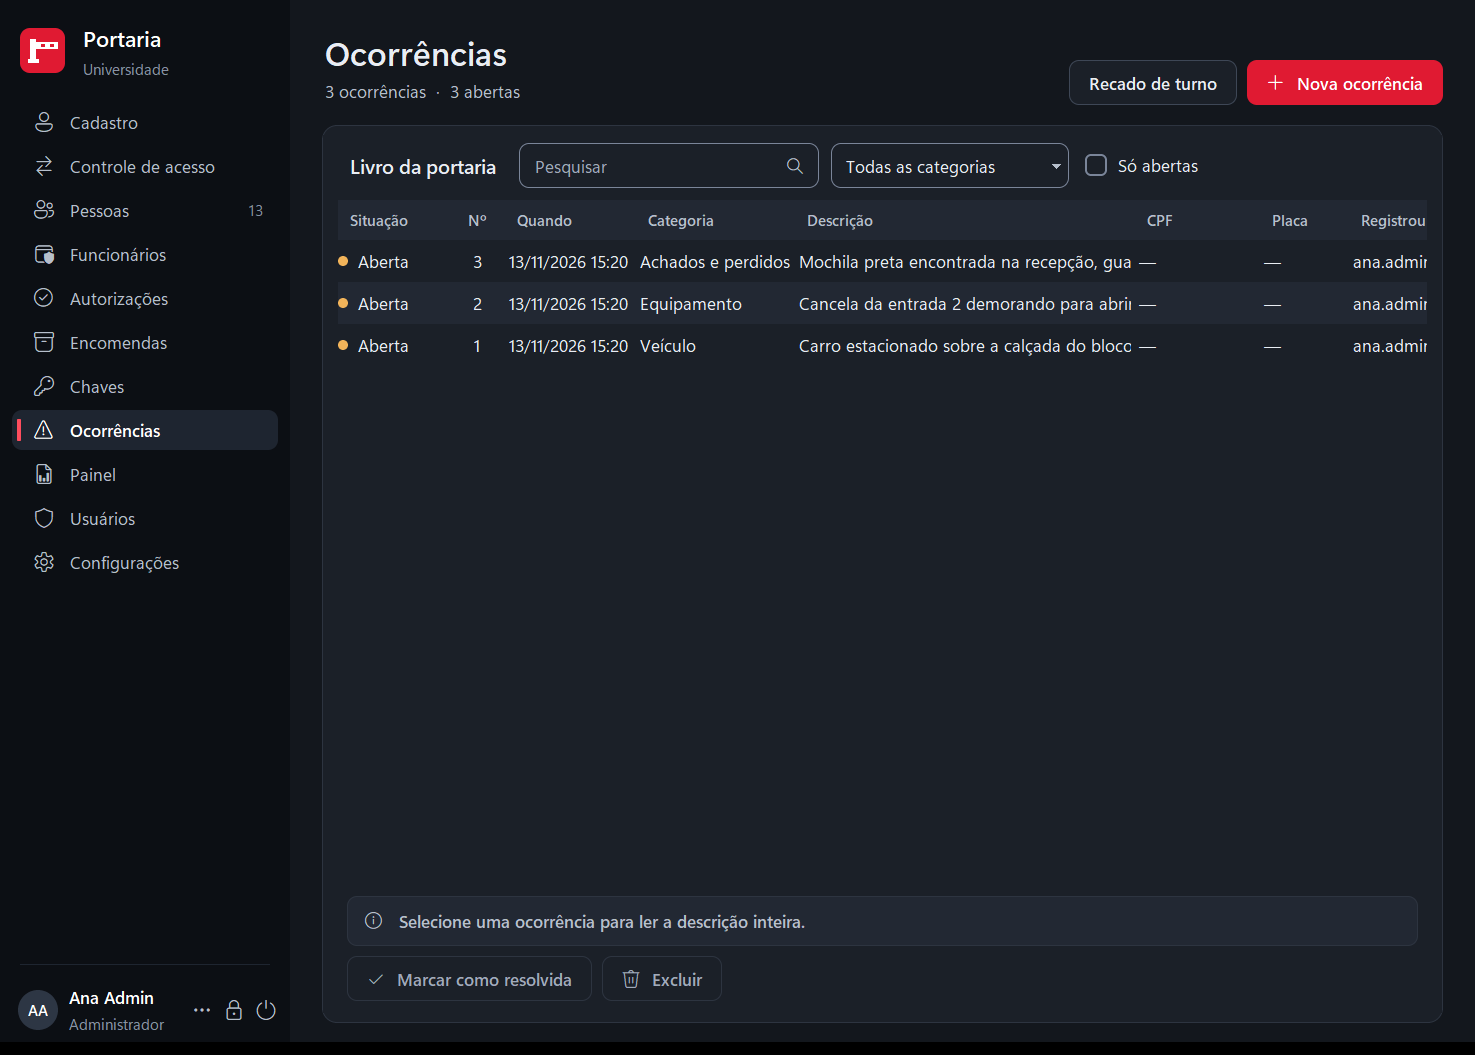 Portaria
Universidade
Cadastro
Controle de acesso
Pessoas 13
Funcionários
Autorizações
Encomendas
Chaves
Ocorrências
Painel
Usuários
Configurações
AA
Ana Admin
Administrador
Ocorrências
3 ocorrências · 3 abertas
Recado de turno
Nova ocorrência
Livro da portaria
Pesquisar
Todas as categorias
Só abertas
Situação Nº Quando Categoria Descrição CPF Placa Registrou
Aberta 3 13/11/2026 15:20 Achados e perdidos Mochila preta encontrada na recepção, gua — — ana.admin
Aberta 2 13/11/2026 15:20 Equipamento Cancela da entrada 2 demorando para abrir — — ana.admin
Aberta 1 13/11/2026 15:20 Veículo Carro estacionado sobre a calçada do bloco — — ana.admin
Selecione uma ocorrência para ler a descrição inteira.
Marcar como resolvida
Excluir